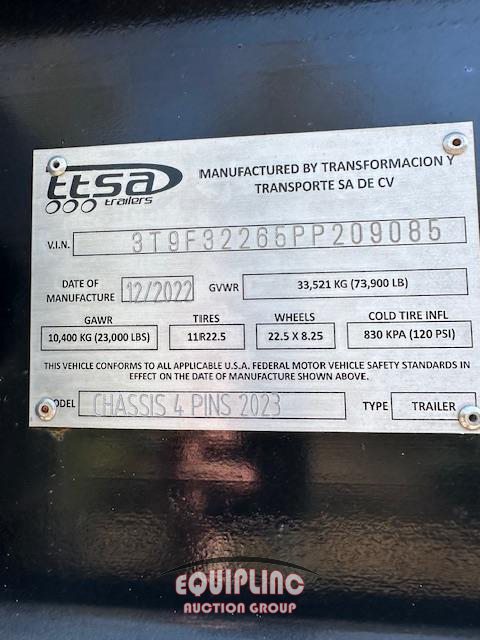 ttsa
trailers
MANUFACTURED BY TRANSFORMACION Y
TRANSPORTE SA DE CV
V.I.N. 3T9F32265PP209085
DATE OF
MANUFACTURE 12/2022 GVWR 33,521 KG (73,900 LB)
GAWR TIRES WHEELS COLD TIRE INFL
10,400 KG (23,000 LBS) 11R22.5 22.5 X 8.25 830 KPA (120 PSI)
THIS VEHICLE CONFORMS TO ALL APPLICABLE U.S.A. FEDERAL MOTOR VEHICLE SAFETY STANDARDS IN
EFFECT ON THE DATE OF MANUFACTURE SHOWN ABOVE.
MODEL CHASSIS 4 PINS 2023 TYPE TRAILER
EQUIPLINC
AUCTION GROUP